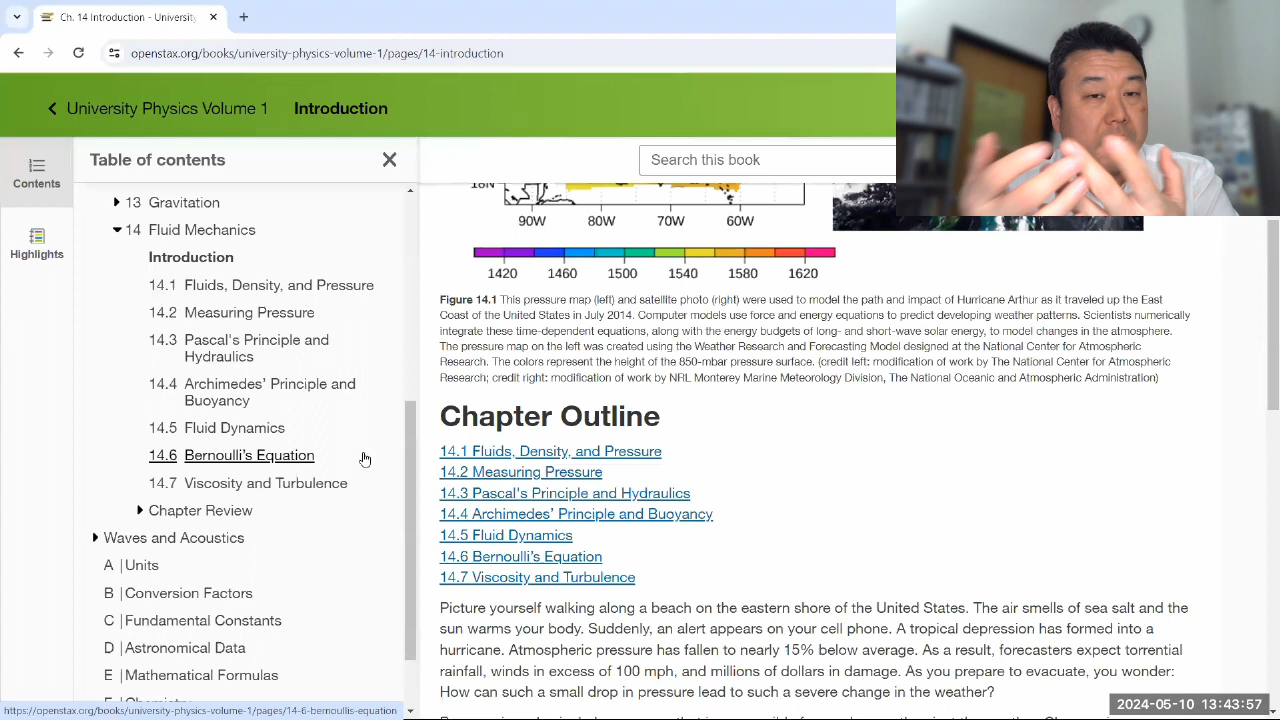 Ch. 14 Introduction - University
openstax.org/books/university-physics-volume-1/pages/14-introduction
University Physics Volume 1 Introduction
Contents
Highlights
Table of contents
13 Gravitation
14 Fluid Mechanics
Introduction
14.1 Fluids, Density, and Pressure
14.2 Measuring Pressure
14.3 Pascal's Principle and
Hydraulics
14.4 Archimedes' Principle and
Buoyancy
14.5 Fluid Dynamics
14.6 Bernoulli's Equation
14.7 Viscosity and Turbulence
Chapter Review
Waves and Acoustics
A | Units
B | Conversion Factors
C | Fundamental Constants
D | Astronomical Data
E | Mathematical Formulas
https://openstax.org/books/university-physics-volume-1/pages/14-6-bernoullis-equation
Search this book
18N
90W 80W 70W 60W
1420 1460 1500 1540 1580 1620
Figure 14.1 This pressure map (left) and satellite photo (right) were used to model the path and impact of Hurricane Arthur as it traveled up the East
Coast of the United States in July 2014. Computer models use force and energy equations to predict developing weather patterns. Scientists numerically
integrate these time-dependent equations, along with the energy budgets of long- and short-wave solar energy, to model changes in the atmosphere.
The pressure map on the left was created using the Weather Research and Forecasting Model designed at the National Center for Atmospheric
Research. The colors represent the height of the 850-mbar pressure surface. (credit left: modification of work by The National Center for Atmospheric
Research; credit right: modification of work by NRL Monterey Marine Meteorology Division, The National Oceanic and Atmospheric Administration)
Chapter Outline
14.1 Fluids, Density, and Pressure
14.2 Measuring Pressure
14.3 Pascal's Principle and Hydraulics
14.4 Archimedes' Principle and Buoyancy
14.5 Fluid Dynamics
14.6 Bernoulli's Equation
14.7 Viscosity and Turbulence
Picture yourself walking along a beach on the eastern shore of the United States. The air smells of sea salt and the
sun warms your body. Suddenly, an alert appears on your cell phone. A tropical depression has formed into a
hurricane. Atmospheric pressure has fallen to nearly 15% below average. As a result, forecasters expect torrential
rainfall, winds in excess of 100 mph, and millions of dollars in damage. As you prepare to evacuate, you wonder:
How can such a small drop in pressure lead to such a severe change in the weather?
2024-05-10 13:43:57